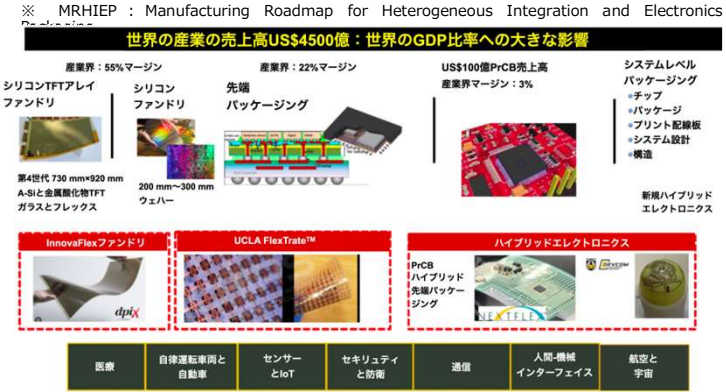 ※ MRHIEP : Manufacturing Roadmap for Heterogeneous Integration and Electronics
世界の産業の売上高US$4500億：世界のGDP比率への大きな影響
産業界：55%マージン
産業界：22%マージン
US$100億PrCB売上高
産業界マージン：3%
システムレベル
パッケージング
•チップ
•パッケージ
•プリント配線板
•システム設計
•構造
シリコンTFTアレイ
ファンドリ
シリコン
ファンドリ
先端
パッケージング
第4世代 730 mm×920 mm
A-Siと金属酸化物TFT
ガラスとフレックス
200 mm～300 mm
ウェハー
新規ハイブリッド
エレクトロニクス
InnovaFlexファンドリ
UCLA FlexTrate™
ハイブリッドエレクトロニクス
dpiX
PrCB
ハイブリッド
先端パッケー
ジング
NEXTFLEX
DEVCOM
医療
自律運転車両と
自動車
センサー
とIoT
セキュリティ
と防衛
通信
人間-機械
インターフェイス
航空と
宇宙